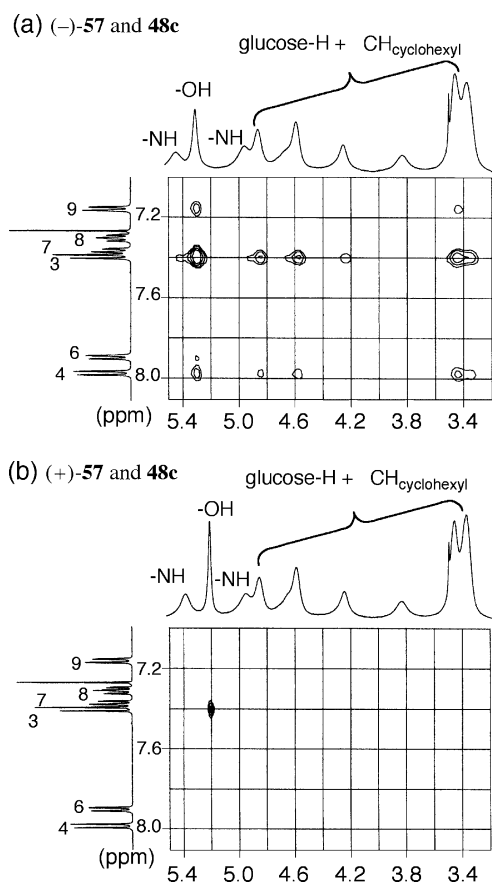 (a) (−)-57 and 48c
glucose-H + CHcyclohexyl
-OH
-NH
-NH
9
8
7
3
6
4
7.2
7.6
8.0
(ppm)
5.4 5.0 4.6 4.2 3.8 3.4
(b) (+)-57 and 48c
glucose-H + CHcyclohexyl
-OH
-NH
-NH
9
8
7
3
6
4
7.2
7.6
8.0
(ppm)
5.4 5.0 4.6 4.2 3.8 3.4